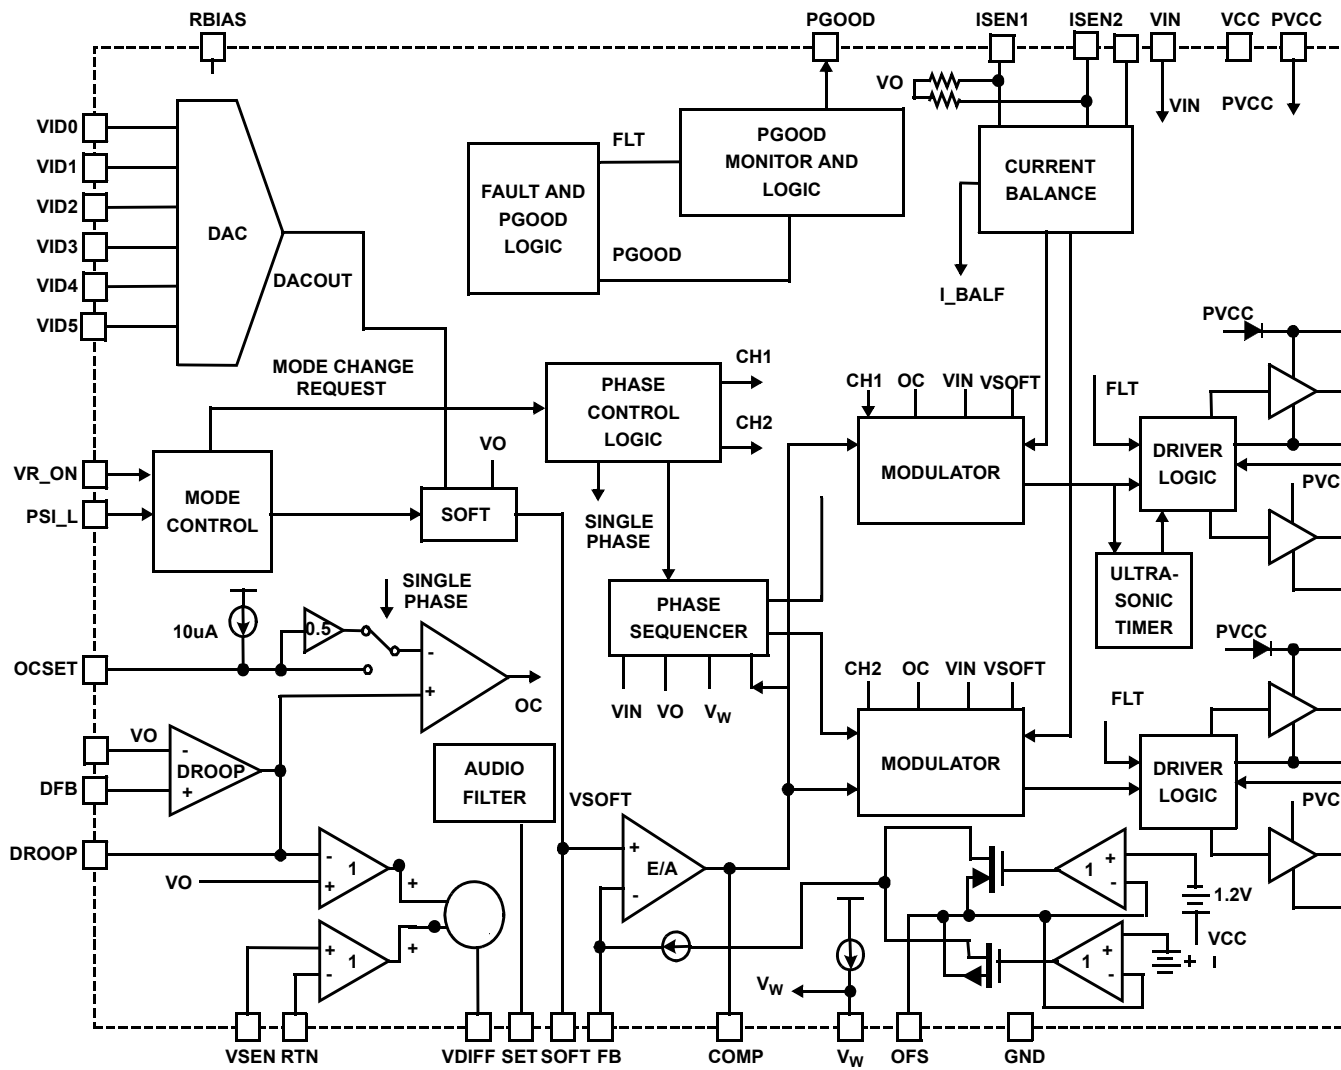 RBIAS
PGOOD
ISEN1
ISEN2
VIN
VCC
PVCC
VO
VIN
PVCC
VID0
VID1
VID2
VID3
VID4
VID5
DAC
DACOUT
FAULT AND
PGOOD
LOGIC
FLT
PGOOD
PGOOD
MONITOR AND
LOGIC
CURRENT
BALANCE
I_BALF
MODE CHANGE
REQUEST
PHASE
CONTROL
LOGIC
CH1
CH2
CH1
OC
VIN
VSOFT
MODULATOR
PVCC
FLT
DRIVER
LOGIC
PVC
VR_ON
PSI_L
MODE
CONTROL
VO
SOFT
SINGLE
PHASE
ULTRA-
SONIC
TIMER
PHASE
SEQUENCER
VIN
VO
VW
10uA
0.5
SINGLE
PHASE
-
+
OC
OCSET
CH2
OC
VIN
VSOFT
MODULATOR
PVCC
FLT
DRIVER
LOGIC
PVC
VO
-
DROOP
+
DFB
DROOP
AUDIO
FILTER
VSOFT
+
E/A
-
-
1
+
VO
+
+
1
-
+
1
+
-
1.2V
VCC
1
+
-
+
VW
VSEN
RTN
VDIFF
SET
SOFT
FB
COMP
VW
OFS
GND